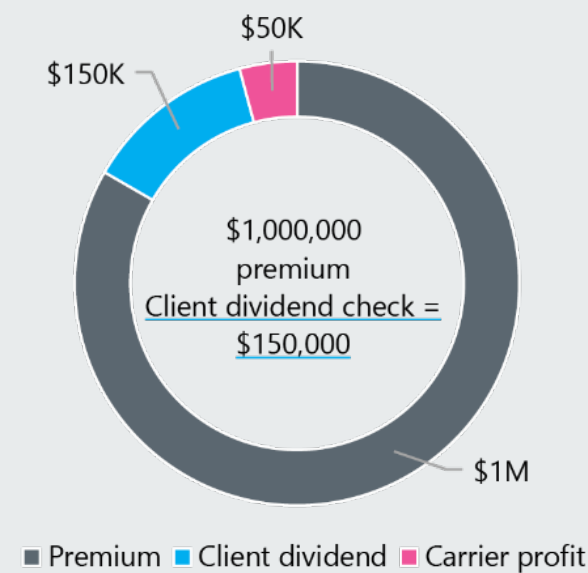 $50K
$150K
$1,000,000
premium
Client dividend check =
$150,000
$1M
Premium Client dividend Carrier profit